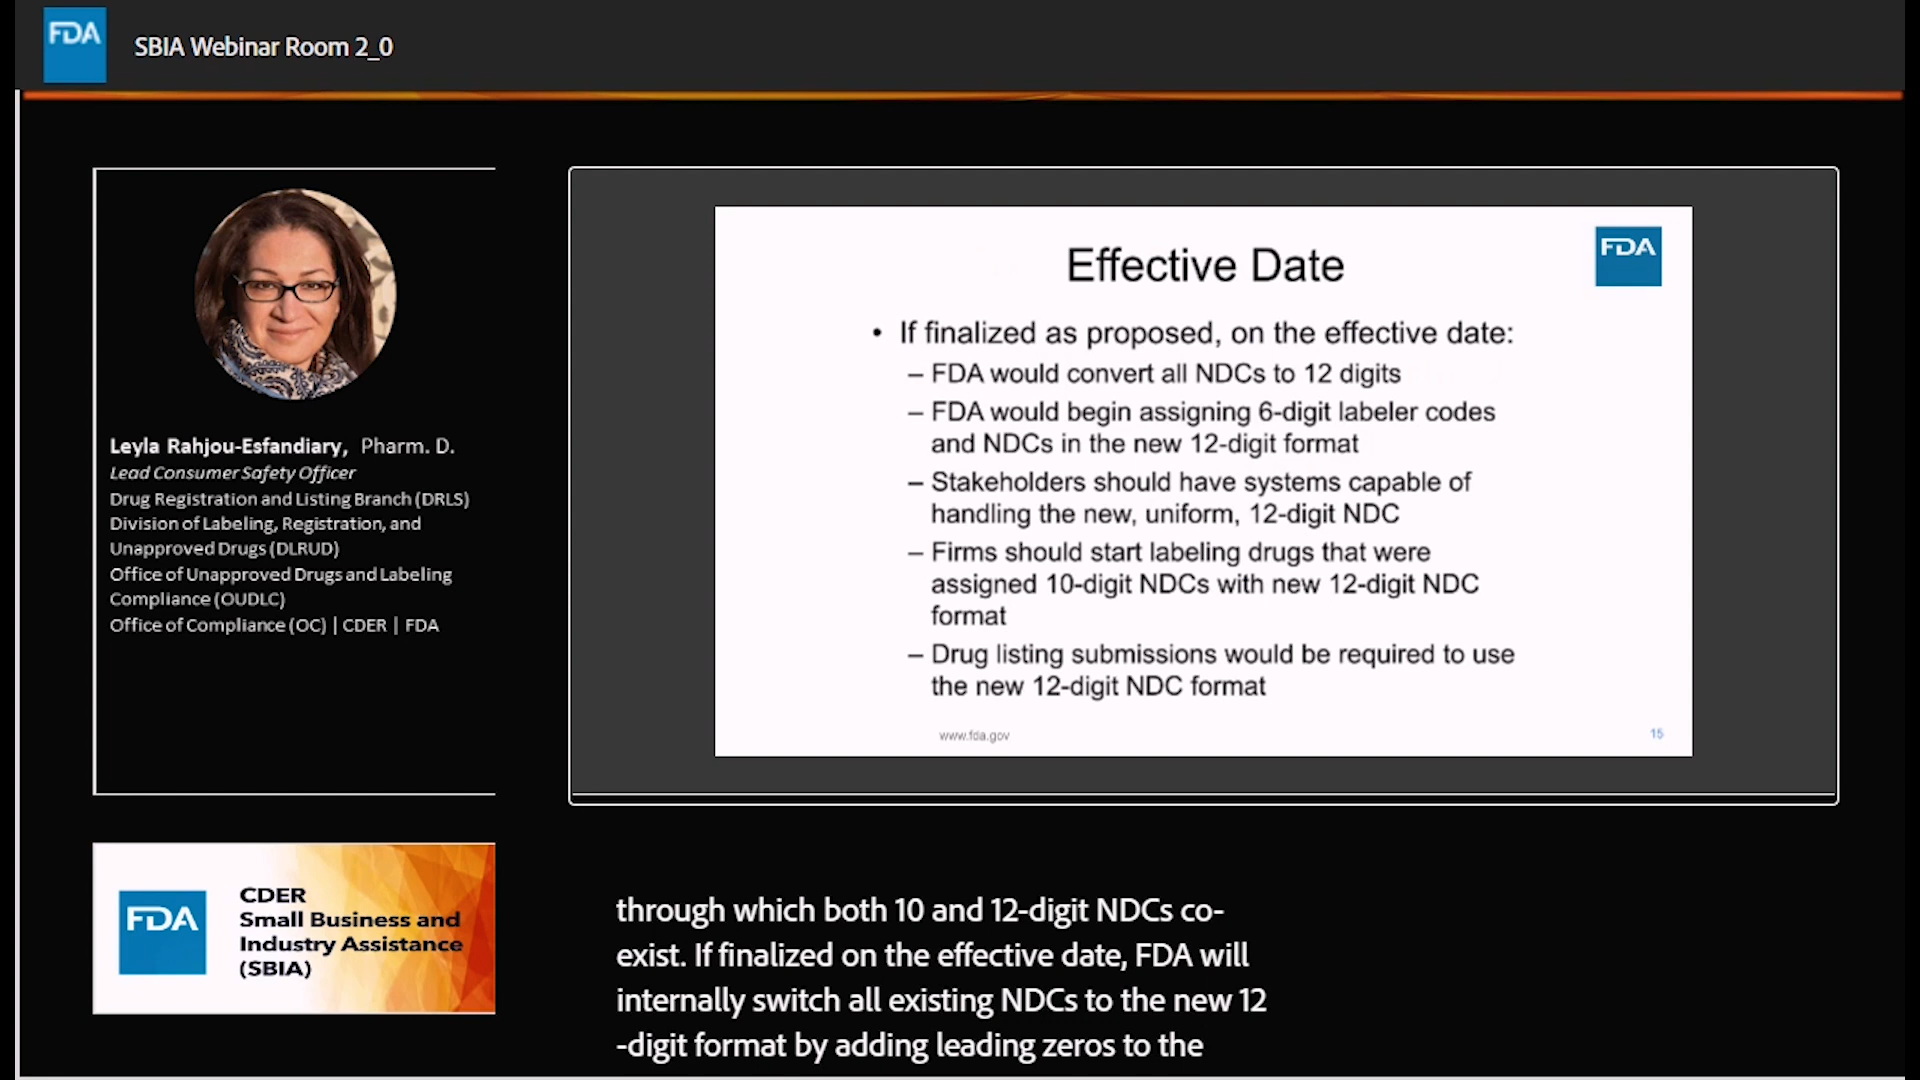 FDA
SBIA Webinar Room 2_0
Leyla Rahjou-Esfandiary, Pharm. D.
Lead Consumer Safety Officer
Drug Registration and Listing Branch (DRLS)
Division of Labeling, Registration, and
Unapproved Drugs (DLRUD)
Office of Unapproved Drugs and Labeling
Compliance (OUDLC)
Office of Compliance (OC) | CDER | FDA
FDA
CDER
Small Business and
Industry Assistance
(SBIA)
FDA
Effective Date
• If finalized as proposed, on the effective date:
– FDA would convert all NDCs to 12 digits
– FDA would begin assigning 6-digit labeler codes
and NDCs in the new 12-digit format
– Stakeholders should have systems capable of
handling the new, uniform, 12-digit NDC
– Firms should start labeling drugs that were
assigned 10-digit NDCs with new 12-digit NDC
format
– Drug listing submissions would be required to use
the new 12-digit NDC format
www.fda.gov
15
through which both 10 and 12-digit NDCs co-
exist. If finalized on the effective date, FDA will
internally switch all existing NDCs to the new 12
-digit format by adding leading zeros to the